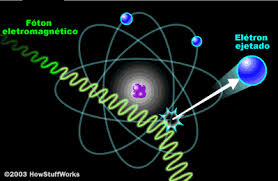 Fóton
eletromagnético
Elétron
ejetado
©2003 HowStuffWorks